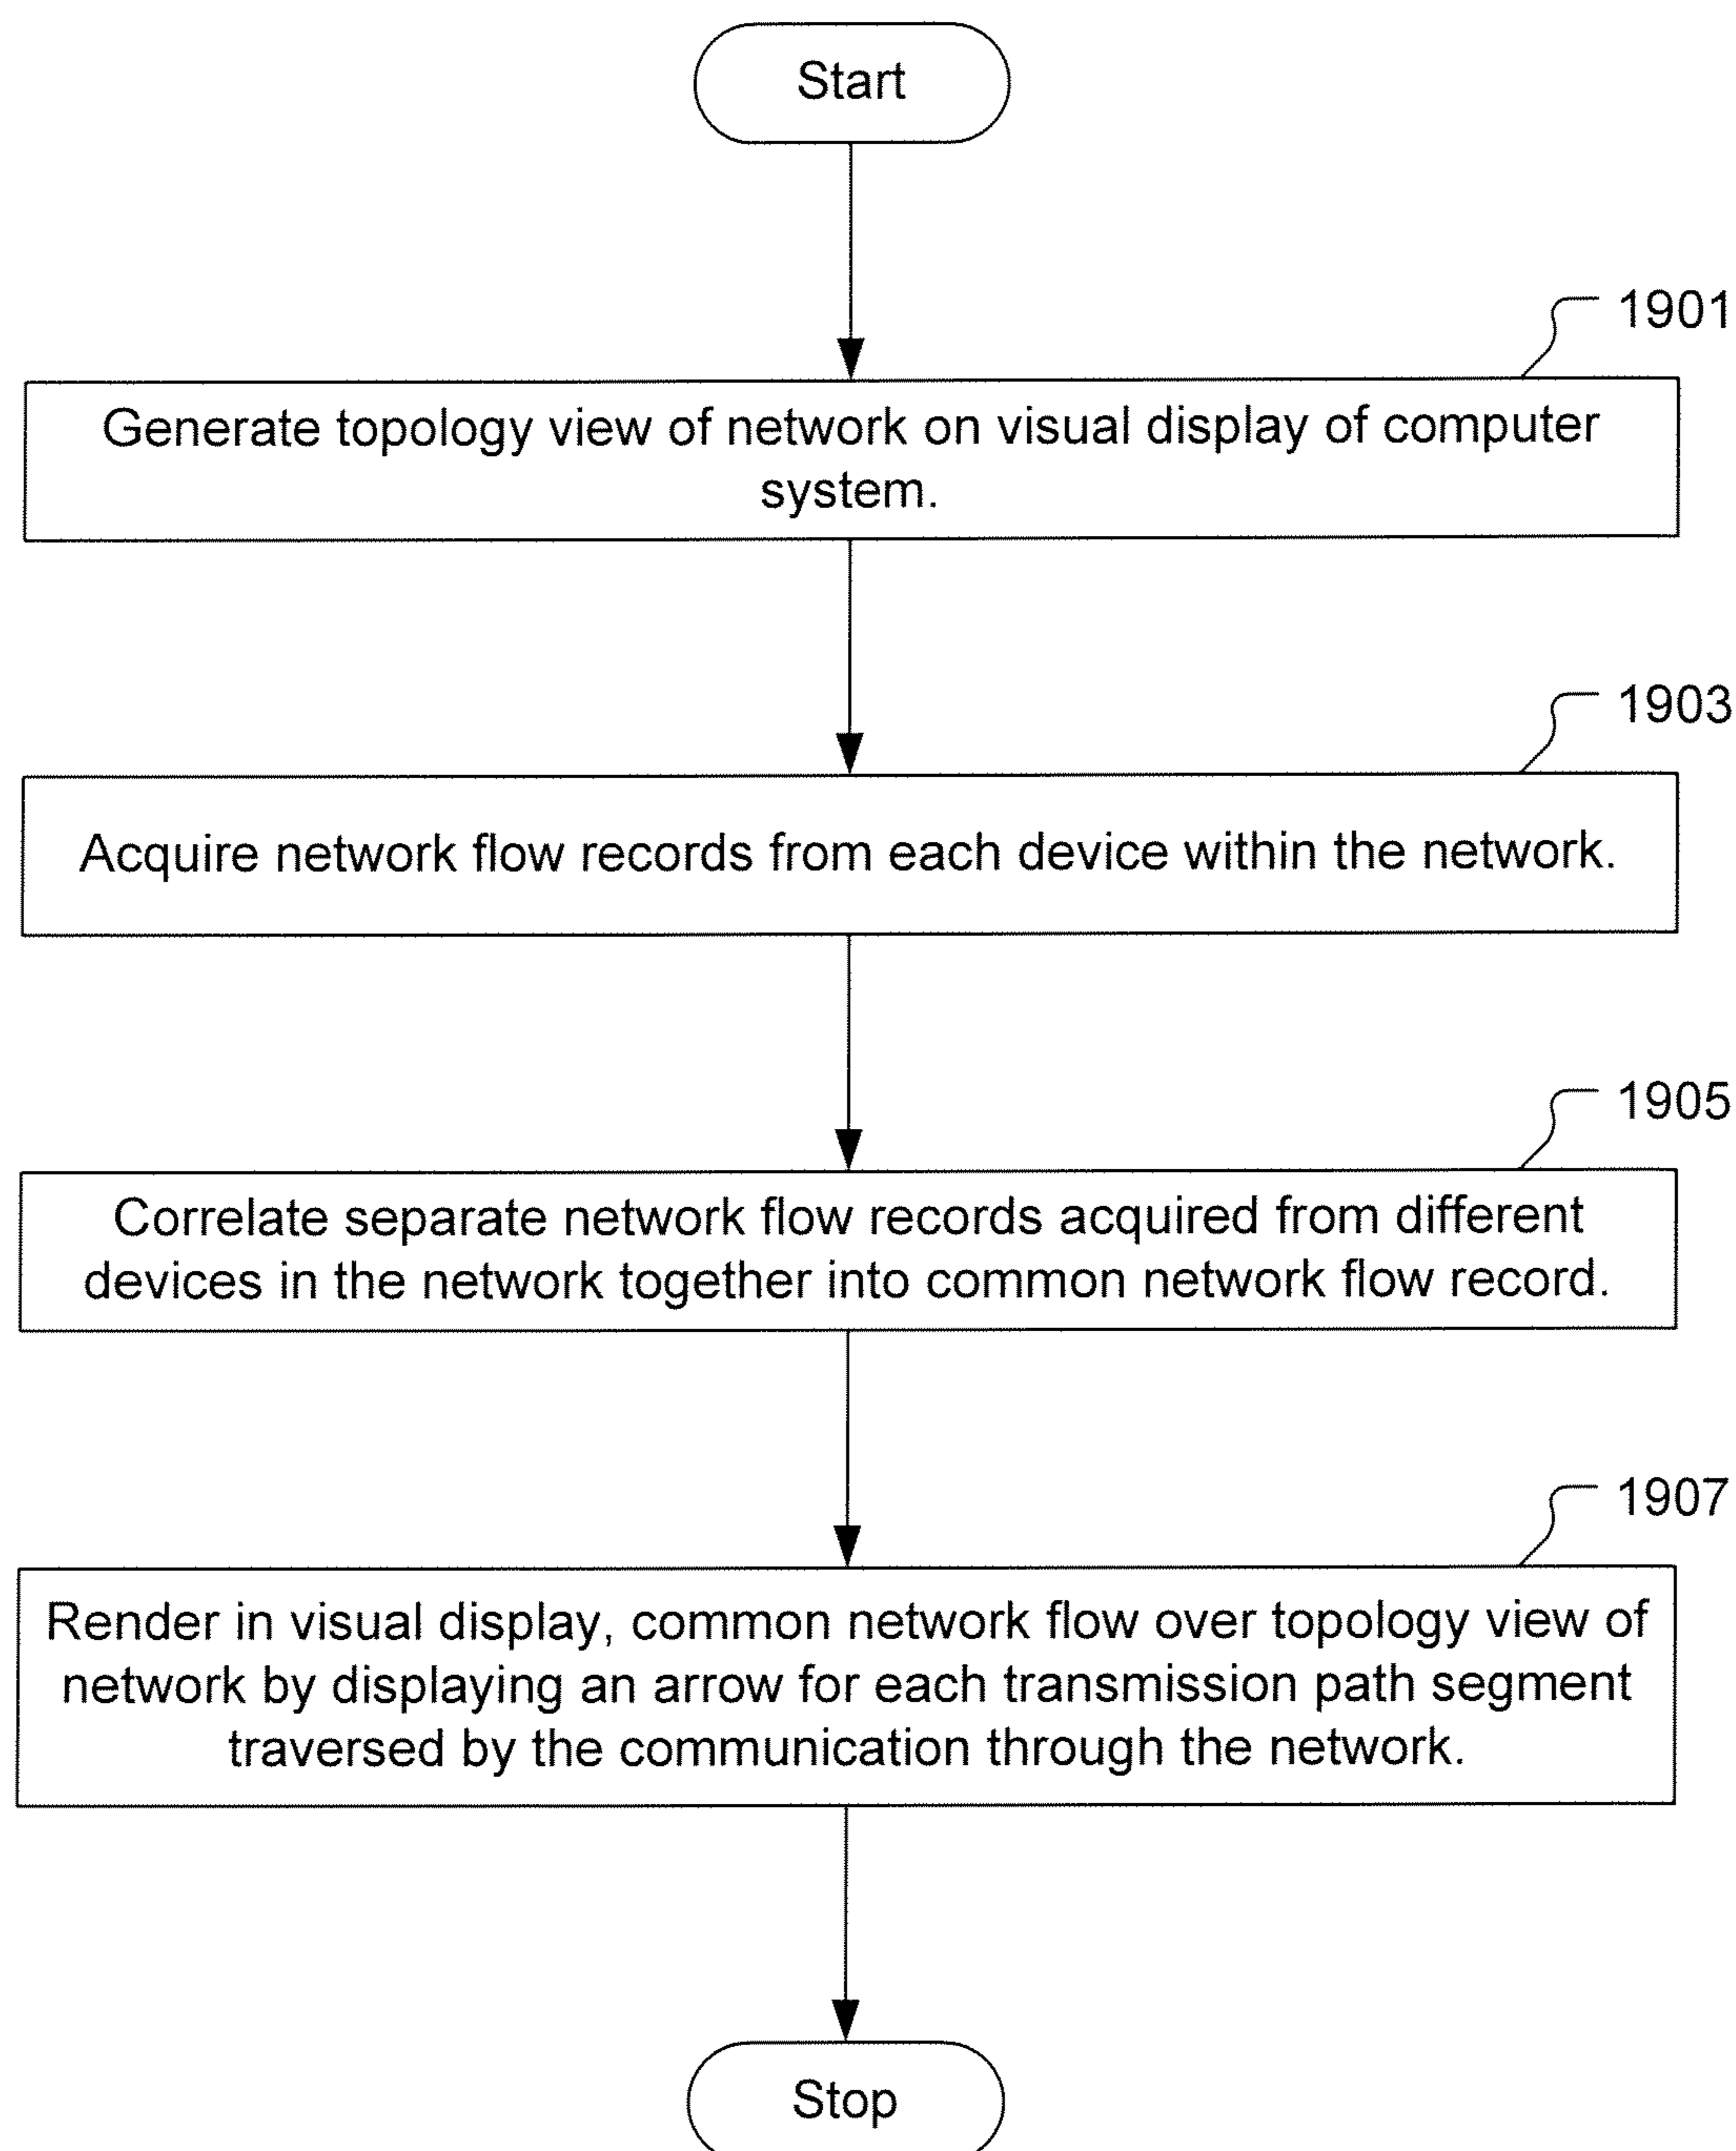 Start
1901
Generate topology view of network on visual display of computer
system.
1903
Acquire network flow records from each device within the network.
1905
Correlate separate network flow records acquired from different
devices in the network together into common network flow record.
1907
Render in visual display, common network flow over topology view of
network by displaying an arrow for each transmission path segment
traversed by the communication through the network.
Stop